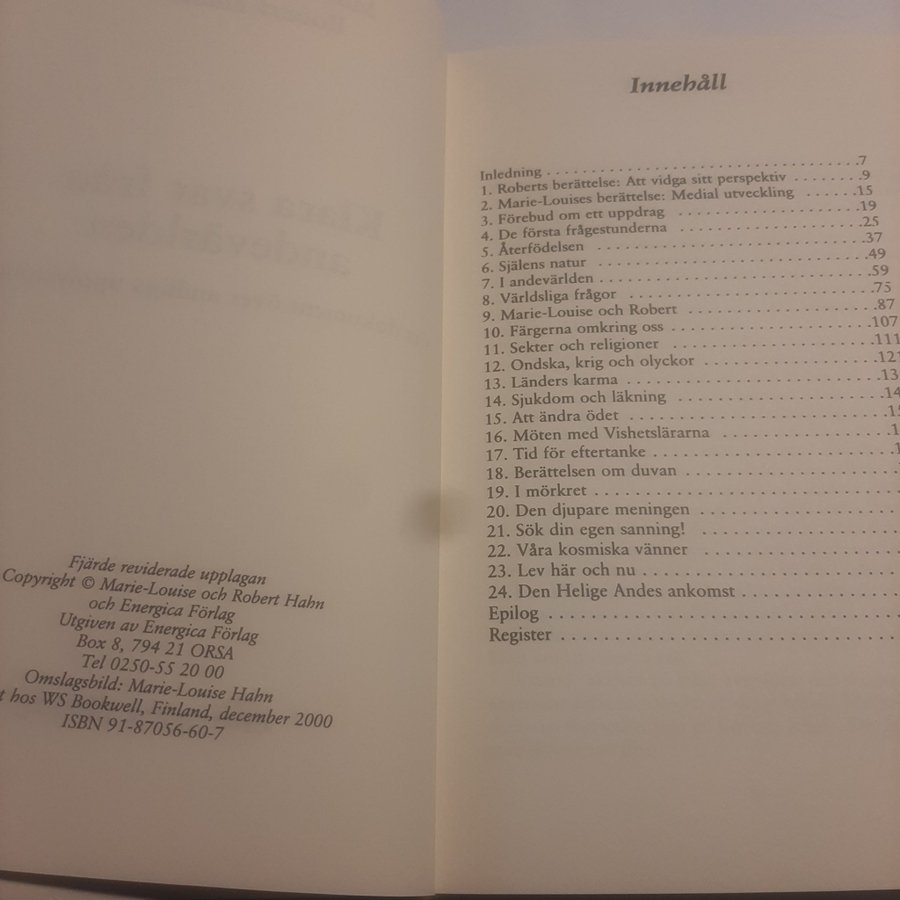 Fjärde reviderade upplagan
Copyright © Marie-Louise och Robert Hahn
och Energica Förlag
Utgiven av Energica Förlag
Box 8, 794 21 ORSA
Tel 0250-55 20 00
Omslagsbild: Marie-Louise Hahn
hos WS Bookwell, Finland, december 2000
ISBN 91-87056-60-7
Innehåll
Inledning . . . . . . . . . . . . . . . . . . . . . . . . . . . . . . . . . . .7
1. Roberts berättelse: Att vidga sitt perspektiv . . . . . . . .9
2. Marie-Louises berättelse: Medial utveckling . . . . . .15
3. Förebud om ett uppdrag . . . . . . . . . . . . . . . . . . . .19
4. De första frågestunderna . . . . . . . . . . . . . . . . . . . .25
5. Återfödelsen . . . . . . . . . . . . . . . . . . . . . . . . . . . . .37
6. Själens natur . . . . . . . . . . . . . . . . . . . . . . . . . . . . .49
7. I andevärlden . . . . . . . . . . . . . . . . . . . . . . . . . . . .59
8. Världsliga frågor . . . . . . . . . . . . . . . . . . . . . . . . . .75
9. Marie-Louise och Robert . . . . . . . . . . . . . . . . . . . .87
10. Färgerna omkring oss . . . . . . . . . . . . . . . . . . . . .107
11. Sekter och religioner . . . . . . . . . . . . . . . . . . . . .111
12. Ondska, krig och olyckor . . . . . . . . . . . . . . . . . .121
13. Länders karma . . . . . . . . . . . . . . . . . . . . . . . . . .13
14. Sjukdom och läkning . . . . . . . . . . . . . . . . . . . . .14
15. Att ändra ödet . . . . . . . . . . . . . . . . . . . . . . . . . .
16. Möten med Vishetslärarna . . . . . . . . . . . . . . . . .1
17. Tid för eftertanke . . . . . . . . . . . . . . . . . . . . . . . .
18. Berättelsen om duvan . . . . . . . . . . . . . . . . . . . . .
19. I mörkret . . . . . . . . . . . . . . . . . . . . . . . . . . . . .
20. Den djupare meningen . . . . . . . . . . . . . . . . . . . .
21. Sök din egen sanning! . . . . . . . . . . . . . . . . . . . .
22. Våra kosmiska vänner . . . . . . . . . . . . . . . . . . . .
23. Lev här och nu . . . . . . . . . . . . . . . . . . . . . . . . .
24. Den Helige Andes ankomst . . . . . . . . . . . . . . . .
Epilog . . . . . . . . . . . . . . . . . . . . . . . . . . . . . . . .
Register . . . . . . . . . . . . . . . . . . . . . . . . . . . . . . .